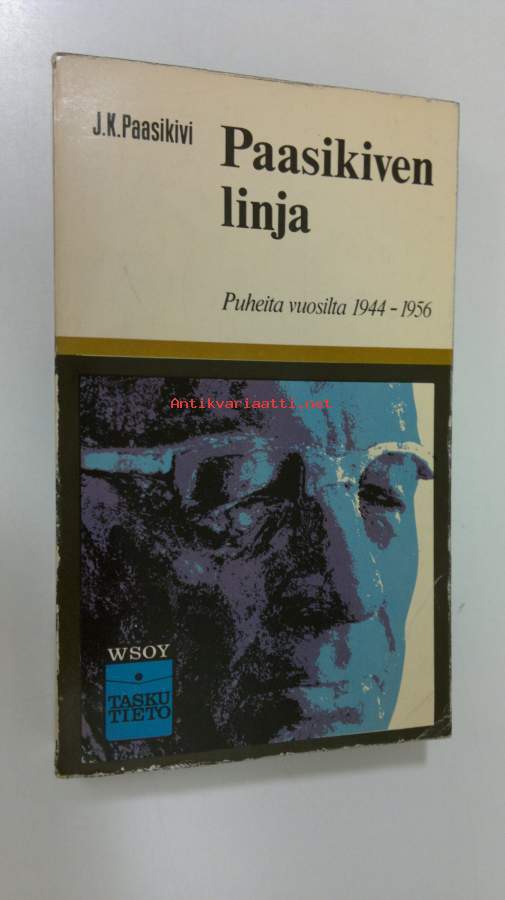 J.K.Paasikivi
Paasikiven
linja
Puheita vuosilta 1944-1956
Antikvariaatti.net
WSOY
TASKU
TIETO